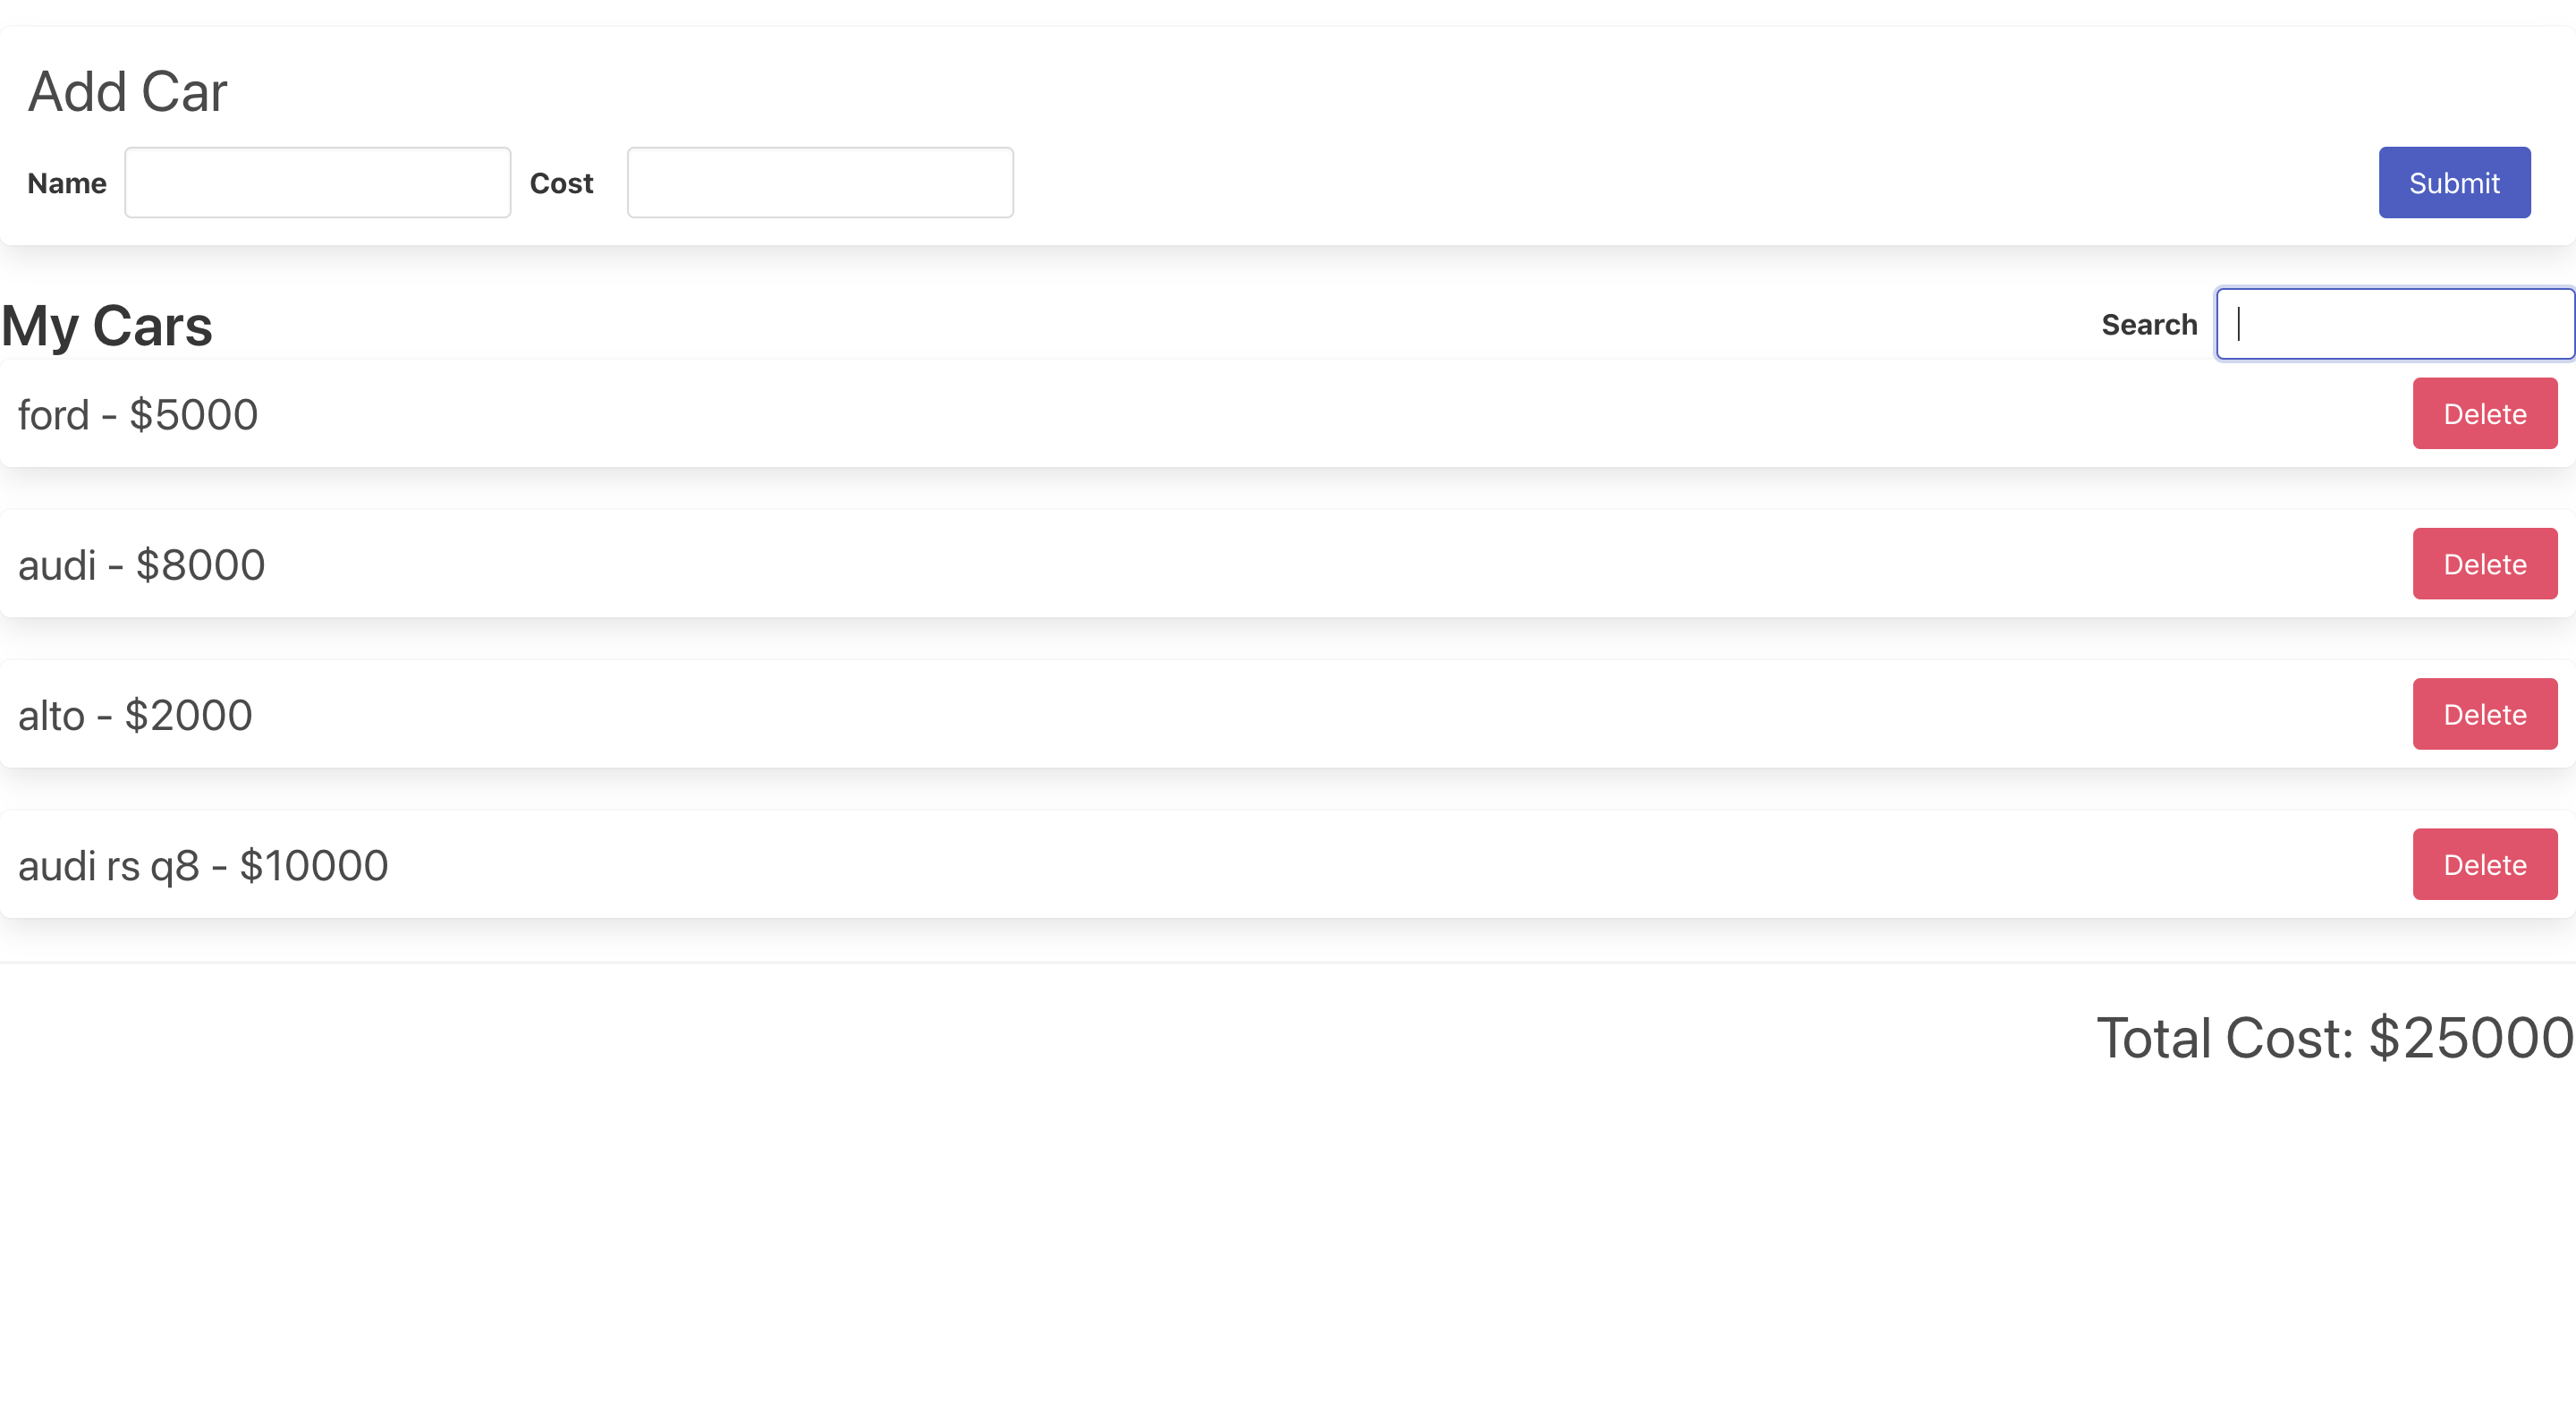 Add Car
Name Cost Submit
My Cars Search
ford - $5000 Delete
audi - $8000 Delete
alto - $2000 Delete
audi rs q8 - $10000 Delete
Total Cost: $25000